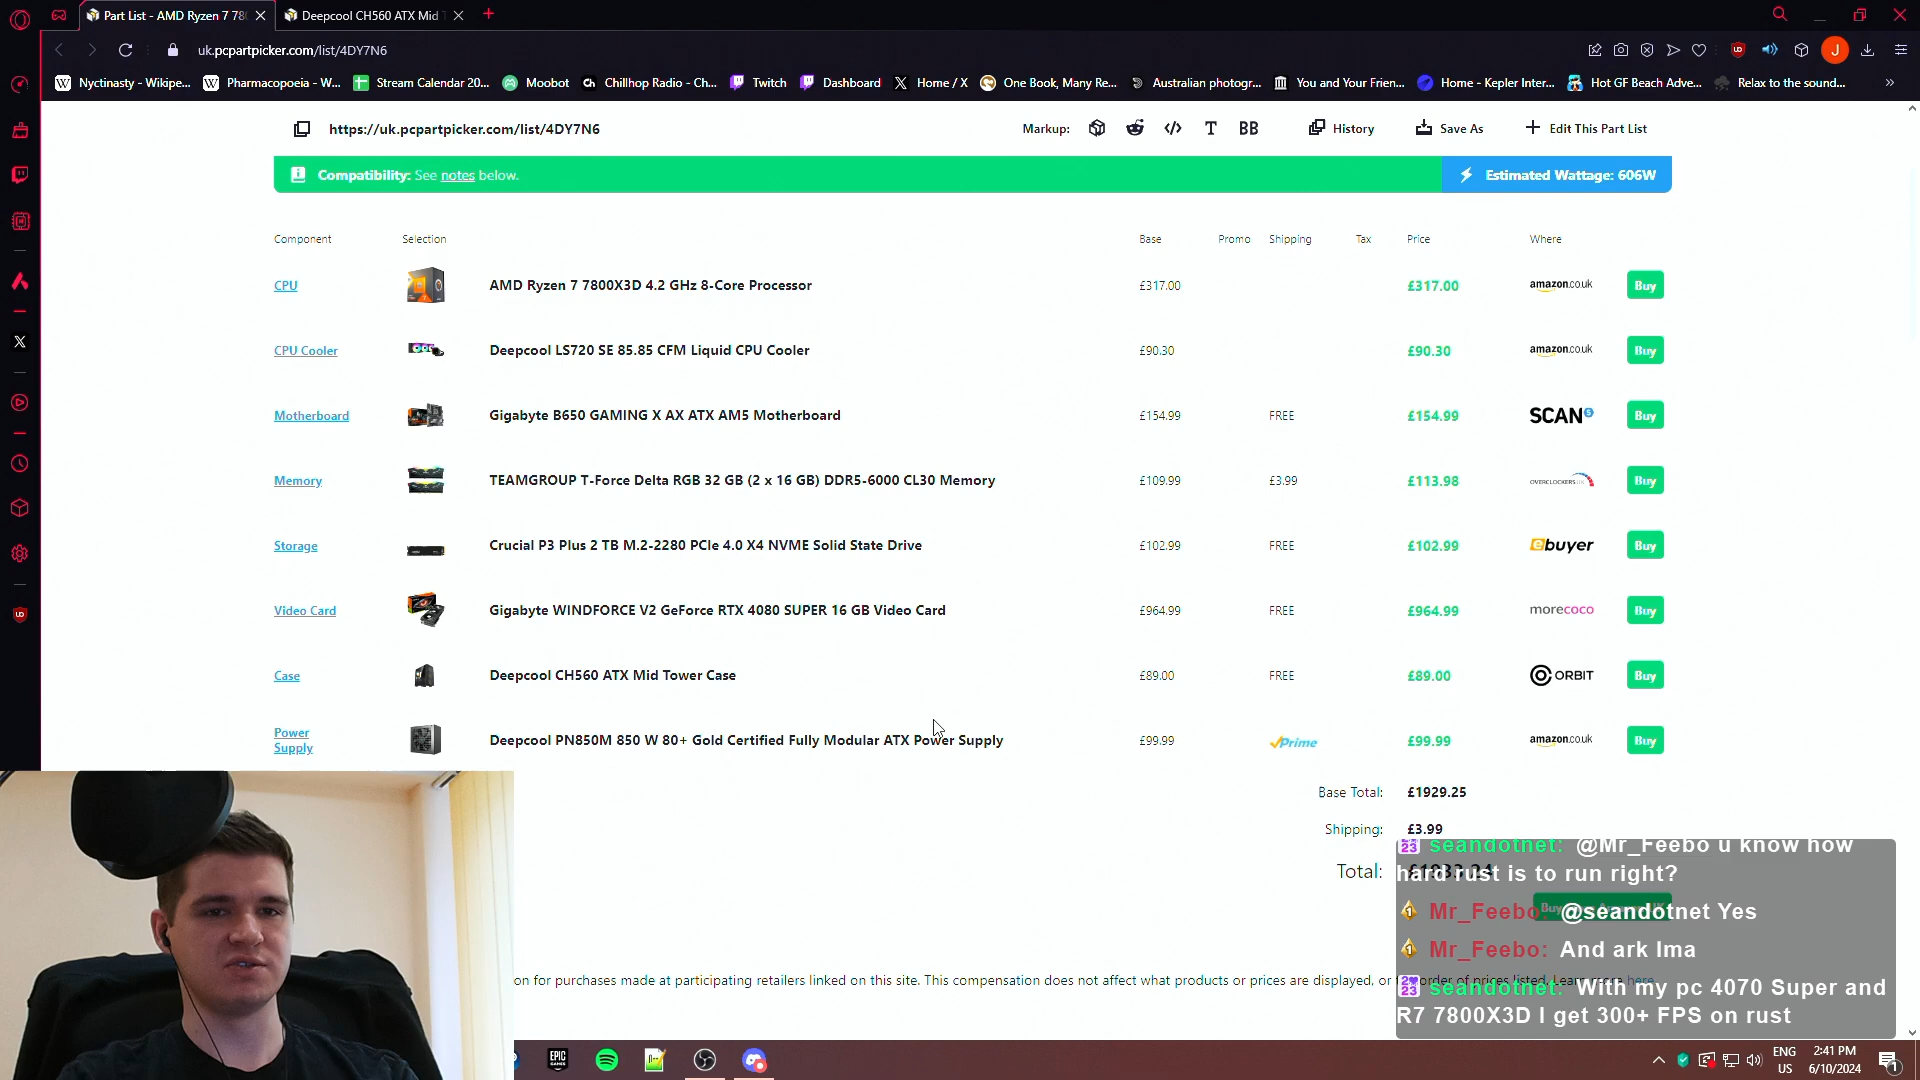 Part List - AMD Ryzen 7 78
Deepcool CH560 ATX Mid T
uk.pcpartpicker.com/list/4DY7N6
J
Nyctinasty - Wikipe...
Pharmacopoeia - W...
Stream Calendar 20...
Moobot
Chillhop Radio - Ch...
Twitch
Dashboard
Home / X
One Book, Many Re...
Australian photogr...
You and Your Frien...
Home - Kepler Inter...
Hot GF Beach Adve...
Relax to the sound...
https://uk.pcpartpicker.com/list/4DY7N6
Markup:
T
BB
History
Save As
Edit This Part List
Compatibility: See notes below.
Estimated Wattage: 606W
Component Selection Base Promo Shipping Tax Price Where
CPU AMD Ryzen 7 7800X3D 4.2 GHz 8-Core Processor £317.00 £317.00 amazon.co.uk Buy
CPU Cooler Deepcool LS720 SE 85.85 CFM Liquid CPU Cooler £90.30 £90.30 amazon.co.uk Buy
Motherboard Gigabyte B650 GAMING X AX ATX AM5 Motherboard £154.99 FREE £154.99 SCAN Buy
Memory TEAMGROUP T-Force Delta RGB 32 GB (2 x 16 GB) DDR5-6000 CL30 Memory £109.99 £3.99 £113.98 OVERCLOCKERS UK Buy
Storage Crucial P3 Plus 2 TB M.2-2280 PCIe 4.0 X4 NVME Solid State Drive £102.99 FREE £102.99 ebuyer Buy
Video Card Gigabyte WINDFORCE V2 GeForce RTX 4080 SUPER 16 GB Video Card £964.99 FREE £964.99 morecoco Buy
Case Deepcool CH560 ATX Mid Tower Case £89.00 FREE £89.00 ORBIT Buy
Power
Supply
Deepcool PN850M 850 W 80+ Gold Certified Fully Modular ATX Power Supply £99.99 Prime £99.99 amazon.co.uk Buy
Base Total: £1929.25
Shipping: £3.99
Total:
seandotnet: @Mr_Feebo u know how
hard rust is to run right?
Mr_Feebo: @seandotnet Yes
Mr_Feebo: And ark lma
seandotnet: With my pc 4070 Super and
R7 7800X3D I get 300+ FPS on rust
on for purchases made at participating retailers linked on this site. This compensation does not affect what products or prices are displayed, or
EPIC GAMES
ENG
US
2:41 PM
6/10/2024